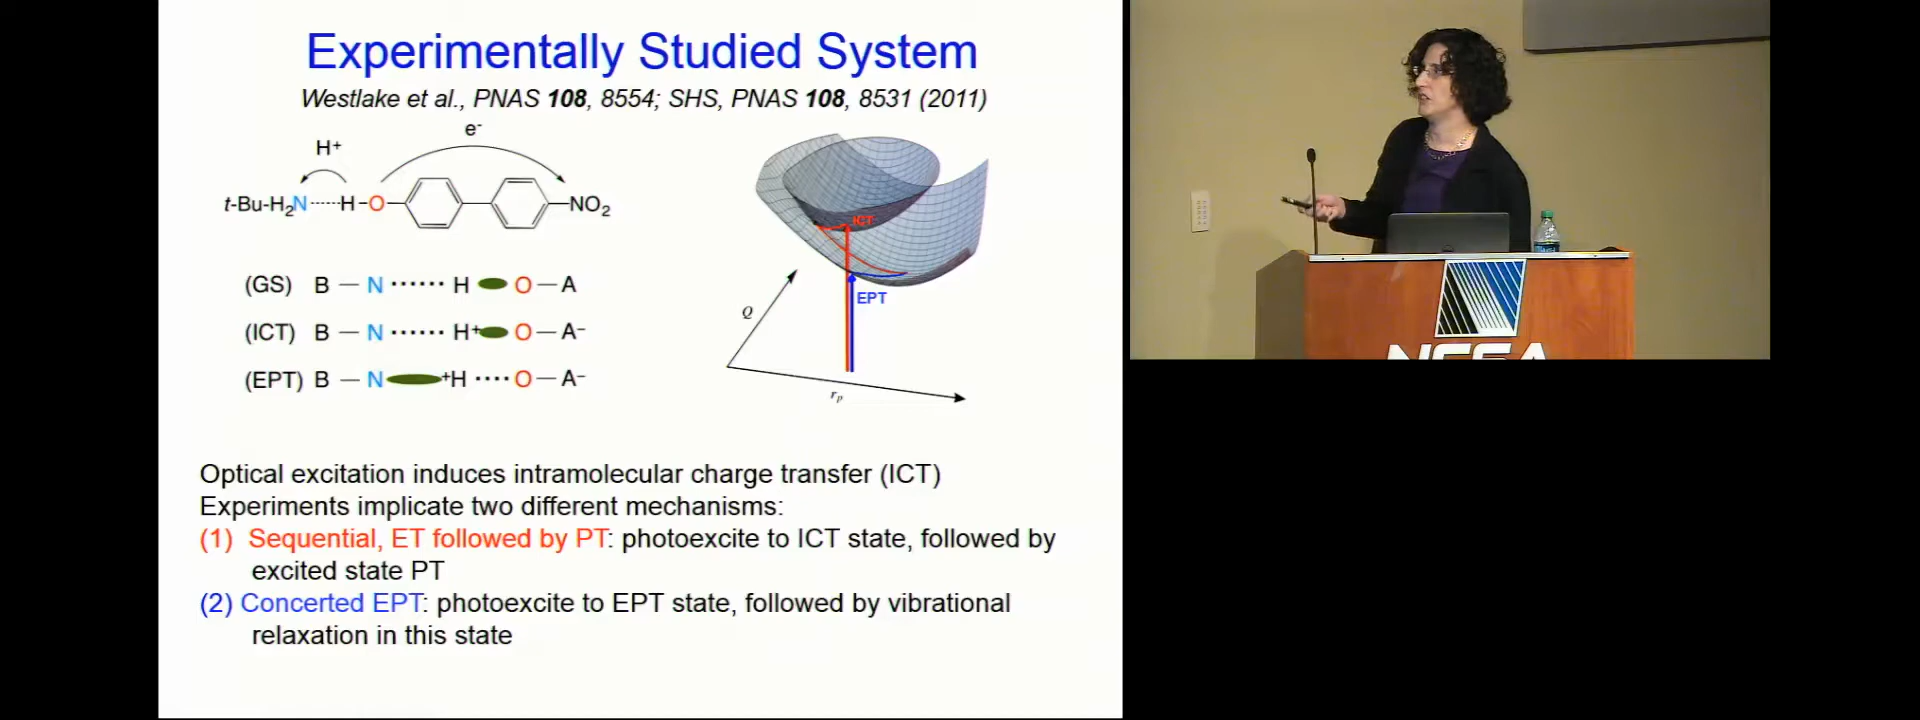 Experimentally Studied System
Westlake et al., PNAS 108, 8554; SHS, PNAS 108, 8531 (2011)
e-
H+
t-Bu-H2N······H-O NO2
(GS) B — N ······ H O — A
(ICT) B — N ······ H+ O — A–
(EPT) B — N +H ···· O — A–
ICT
EPT
Q
rp
Optical excitation induces intramolecular charge transfer (ICT)
Experiments implicate two different mechanisms:
(1) Sequential, ET followed by PT: photoexcite to ICT state, followed by
excited state PT
(2) Concerted EPT: photoexcite to EPT state, followed by vibrational
relaxation in this state
NCSA